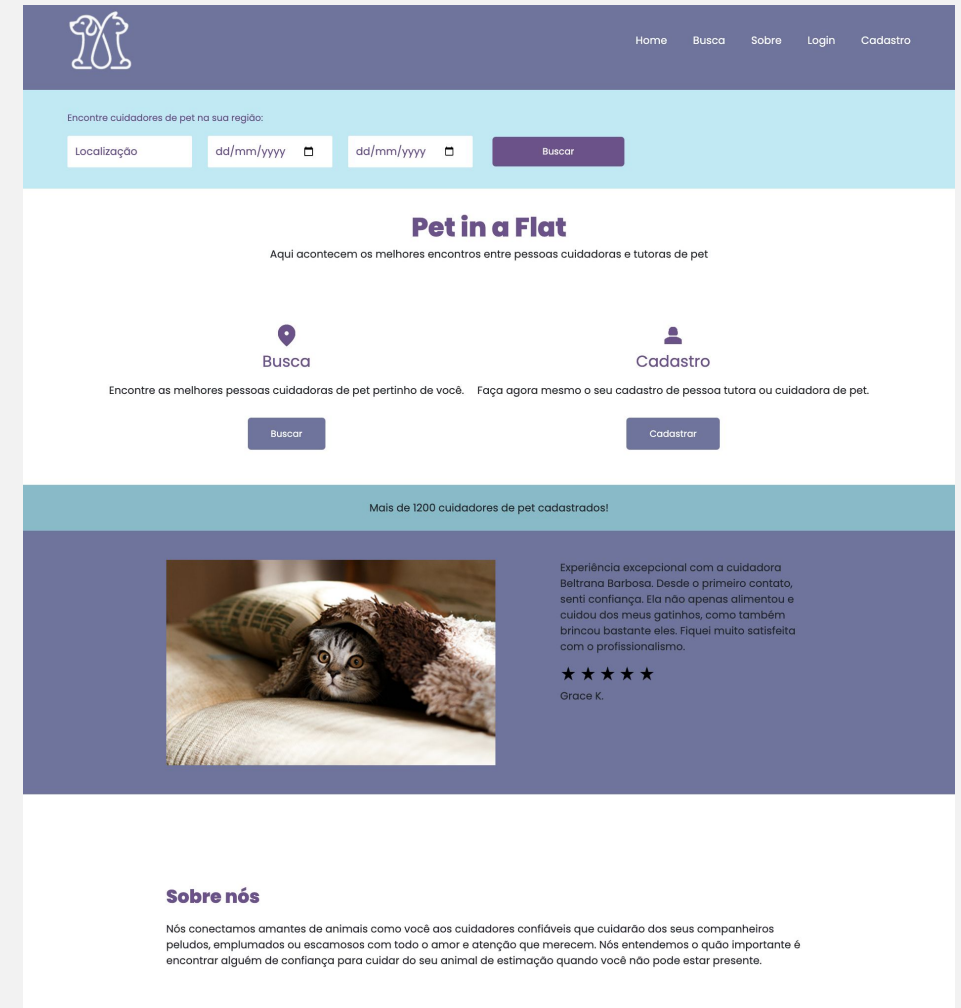 Home Busca Sobre Login Cadastro
Encontre cuidadores de pet na sua região:
Localização dd/mm/yyyy dd/mm/yyyy Buscar
Pet in a Flat
Aqui acontecem os melhores encontros entre pessoas cuidadoras e tutoras de pet
Busca
Encontre as melhores pessoas cuidadoras de pet pertinho de você.
Buscar
Cadastro
Faça agora mesmo o seu cadastro de pessoa tutora ou cuidadora de pet.
Cadastrar
Mais de 1200 cuidadores de pet cadastrados!
Experiência excepcional com a cuidadora
Beltrana Barbosa. Desde o primeiro contato,
senti confiança. Ela não apenas alimentou e
cuidou dos meus gatinhos, como também
brincou bastante eles. Fiquei muito satisfeita
com o profissionalismo.
★ ★ ★ ★ ★
Grace K.
Sobre nós
Nós conectamos amantes de animais como você aos cuidadores confiáveis que cuidarão dos seus companheiros
peludos, emplumados ou escamosos com todo o amor e atenção que merecem. Nós entendemos o quão importante é
encontrar alguém de confiança para cuidar do seu animal de estimação quando você não pode estar presente.